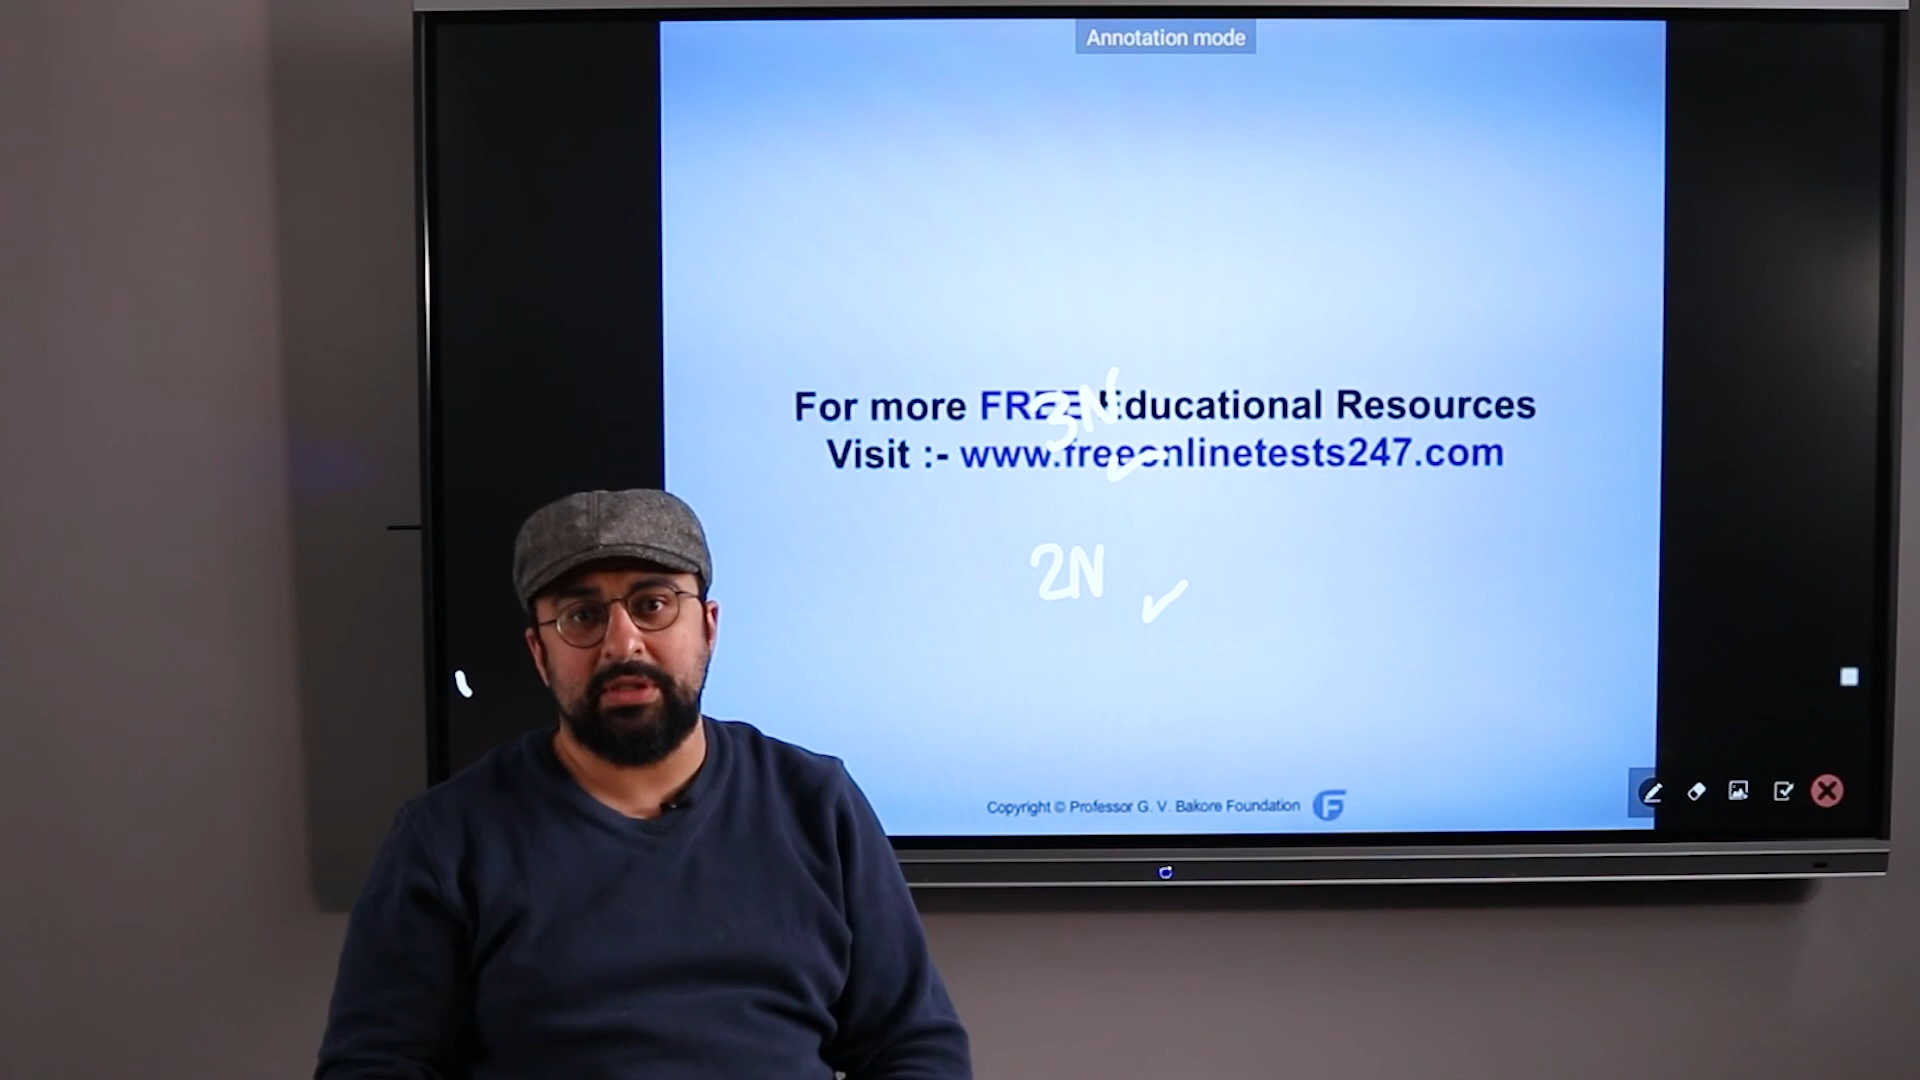 Annotation mode
For more FREE Educational Resources
3N
Visit :- www.freeonlinetests247.com
2N
Copyright © Professor G. V. Bakore Foundation